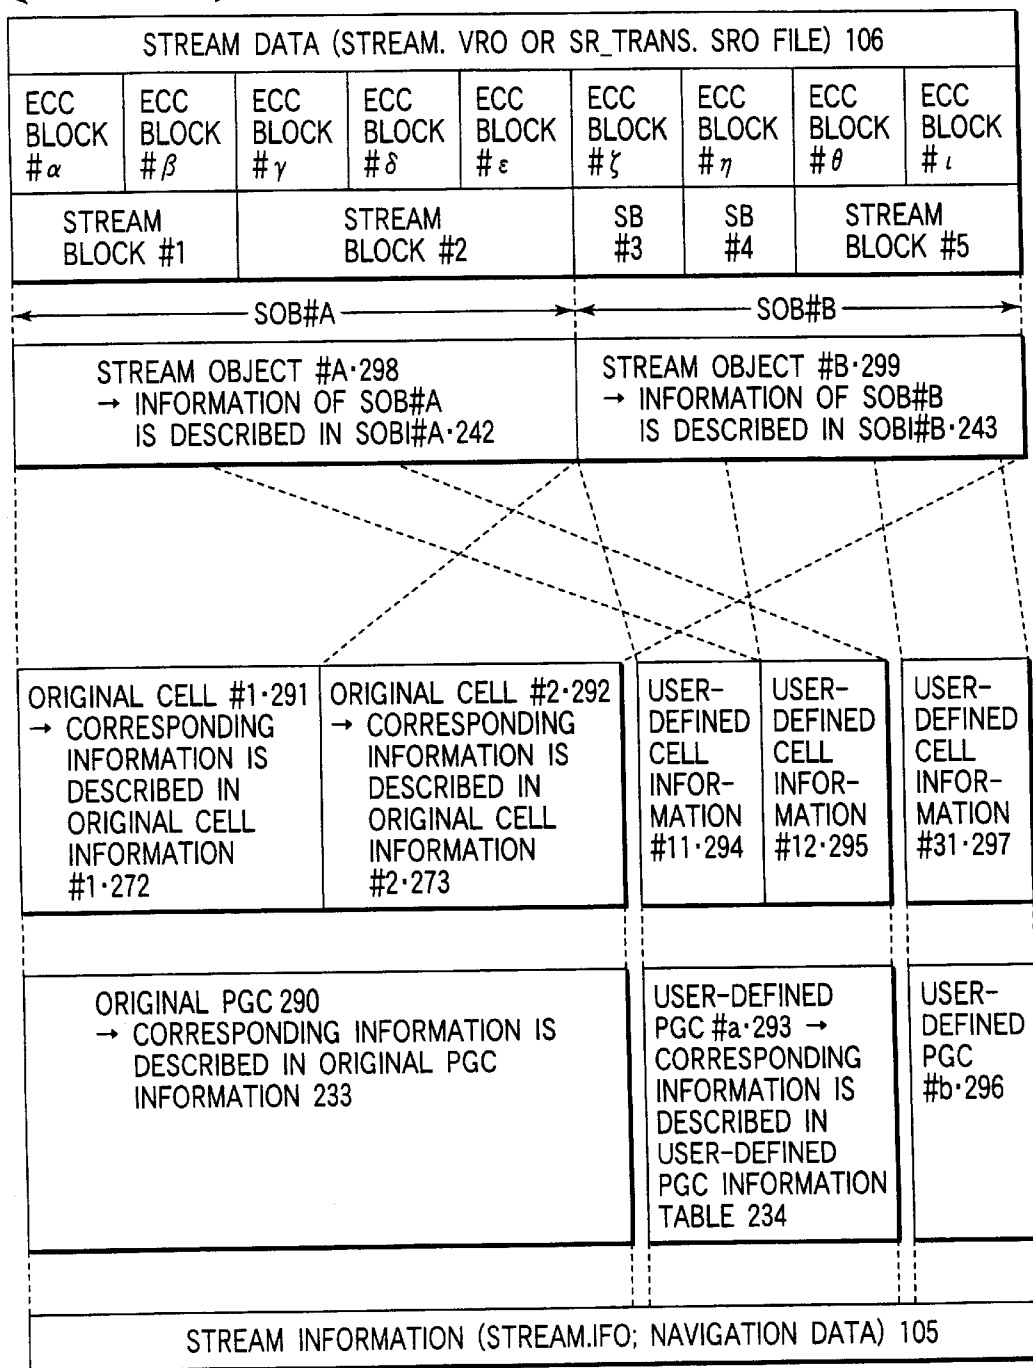 STREAM DATA (STREAM. VRO OR SR_TRANS. SRO FILE) 106
ECC BLOCK #α
ECC BLOCK #β
ECC BLOCK #γ
ECC BLOCK #δ
ECC BLOCK #ε
ECC BLOCK #ζ
ECC BLOCK #η
ECC BLOCK #θ
ECC BLOCK #ι
STREAM
BLOCK #1
STREAM
BLOCK #2
SB
#3
SB
#4
STREAM
BLOCK #5
SOB#A
SOB#B
STREAM OBJECT #A·298
→ INFORMATION OF SOB#A
IS DESCRIBED IN SOBI#A·242
STREAM OBJECT #B·299
→ INFORMATION OF SOB#B
IS DESCRIBED IN SOBI#B·243
ORIGINAL CELL #1·291
→ CORRESPONDING
INFORMATION IS
DESCRIBED IN
ORIGINAL CELL
INFORMATION
#1·272
ORIGINAL CELL #2·292
→ CORRESPONDING
INFORMATION IS
DESCRIBED IN
ORIGINAL CELL
INFORMATION
#2·273
USER-
DEFINED
CELL
INFOR-
MATION
#11·294
USER-
DEFINED
CELL
INFOR-
MATION
#12·295
USER-
DEFINED
CELL
INFOR-
MATION
#31·297
ORIGINAL PGC 290
→ CORRESPONDING INFORMATION IS
DESCRIBED IN ORIGINAL PGC
INFORMATION 233
USER-DEFINED
PGC #a·293 →
CORRESPONDING
INFORMATION IS
DESCRIBED IN
USER-DEFINED
PGC INFORMATION
TABLE 234
USER-
DEFINED
PGC
#b·296
STREAM INFORMATION (STREAM.IFO; NAVIGATION DATA) 105